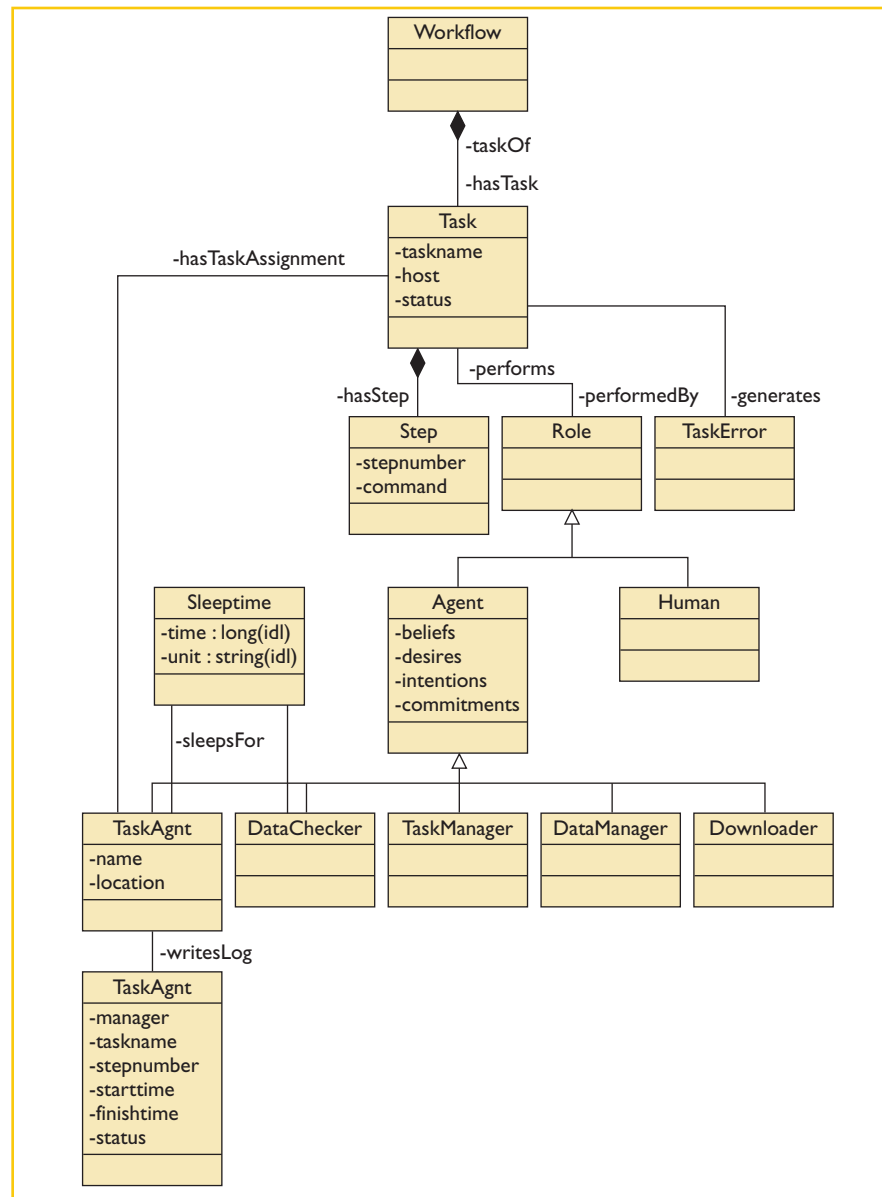 Workflow
-taskOf
-hasTask
Task
-taskname
-host
-status
-hasTaskAssignment
-performs
-hasStep
-performedBy
-generates
Step
-stepnumber
-command
Role
TaskError
Sleeptime
-time : long(idl)
-unit : string(idl)
Agent
-beliefs
-desires
-intentions
-commitments
Human
-sleepsFor
TaskAgnt
-name
-location
DataChecker
TaskManager
DataManager
Downloader
-writesLog
TaskAgnt
-manager
-taskname
-stepnumber
-starttime
-finishtime
-status